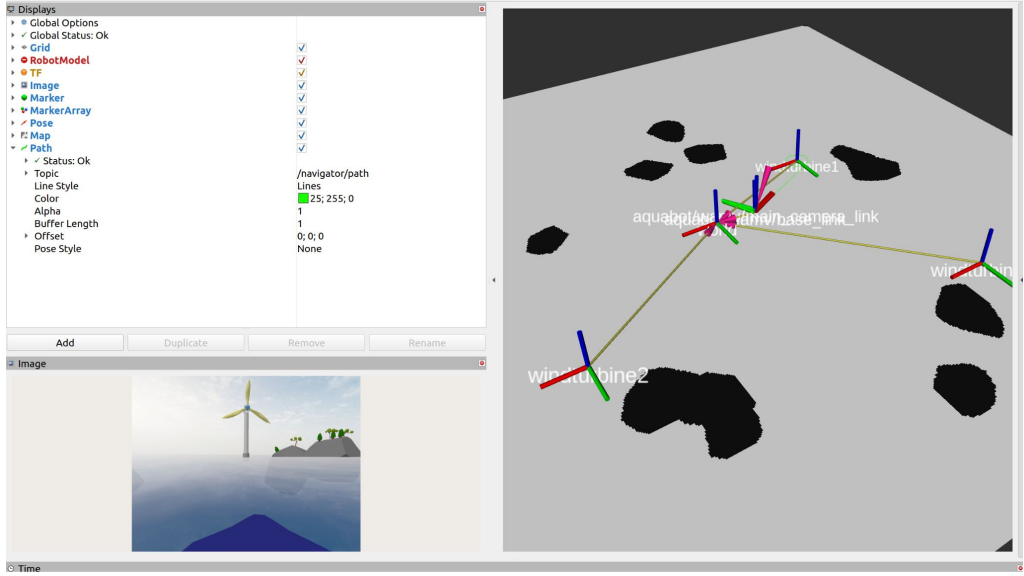 Displays
Global Options
Global Status: Ok
Grid
RobotModel
TF
Image
Marker
MarkerArray
Pose
Map
Path
Status: Ok
Topic /navigator/path
Line Style Lines
Color 25; 255; 0
Alpha 1
Buffer Length 1
Offset 0; 0; 0
Pose Style None
Add Duplicate Remove Rename
Image
windturbine1
windturbin
windturbine2
Time